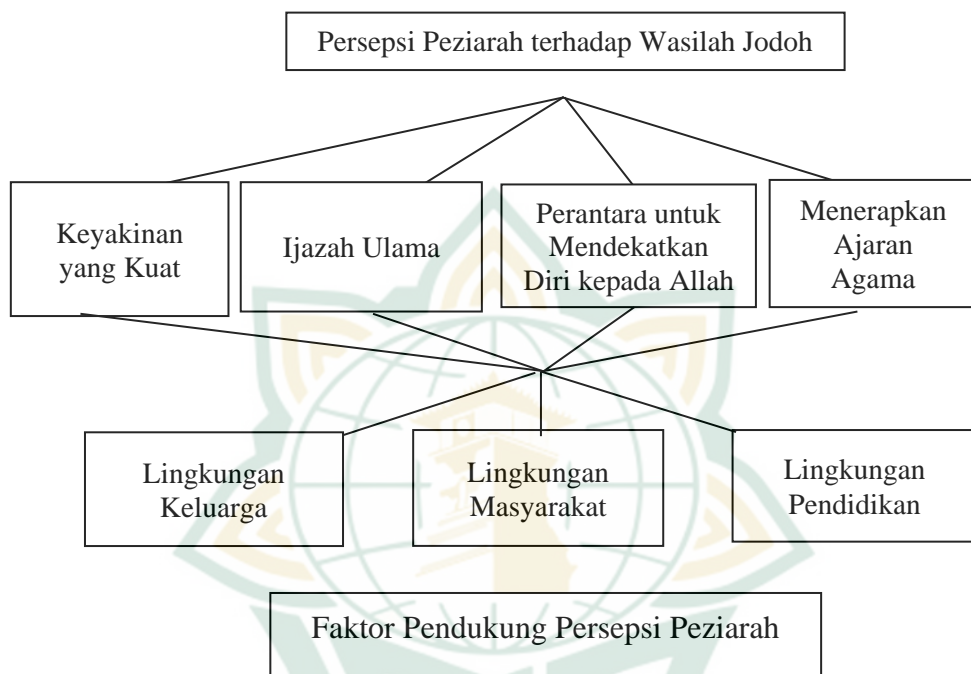 Persepsi Peziarah terhadap Wasilah Jodoh
Keyakinan
yang Kuat
Ijazah Ulama
Perantara untuk
Mendekatkan
Diri kepada Allah
Menerapkan
Ajaran
Agama
Lingkungan
Keluarga
Lingkungan
Masyarakat
Lingkungan
Pendidikan
Faktor Pendukung Persepsi Peziarah